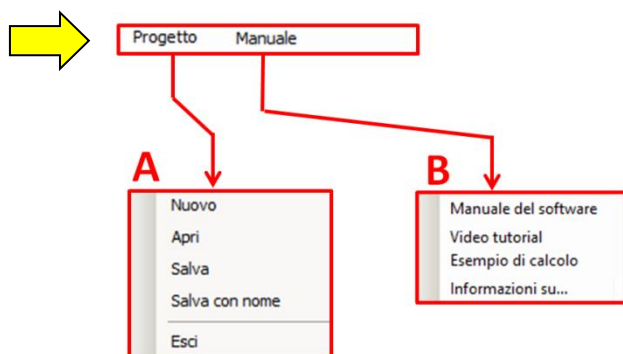 Progetto Manuale
A
B
Nuovo
Apri
Salva
Salva con nome
Esci
Manuale del software
Video tutorial
Esempio di calcolo
Informazioni su...